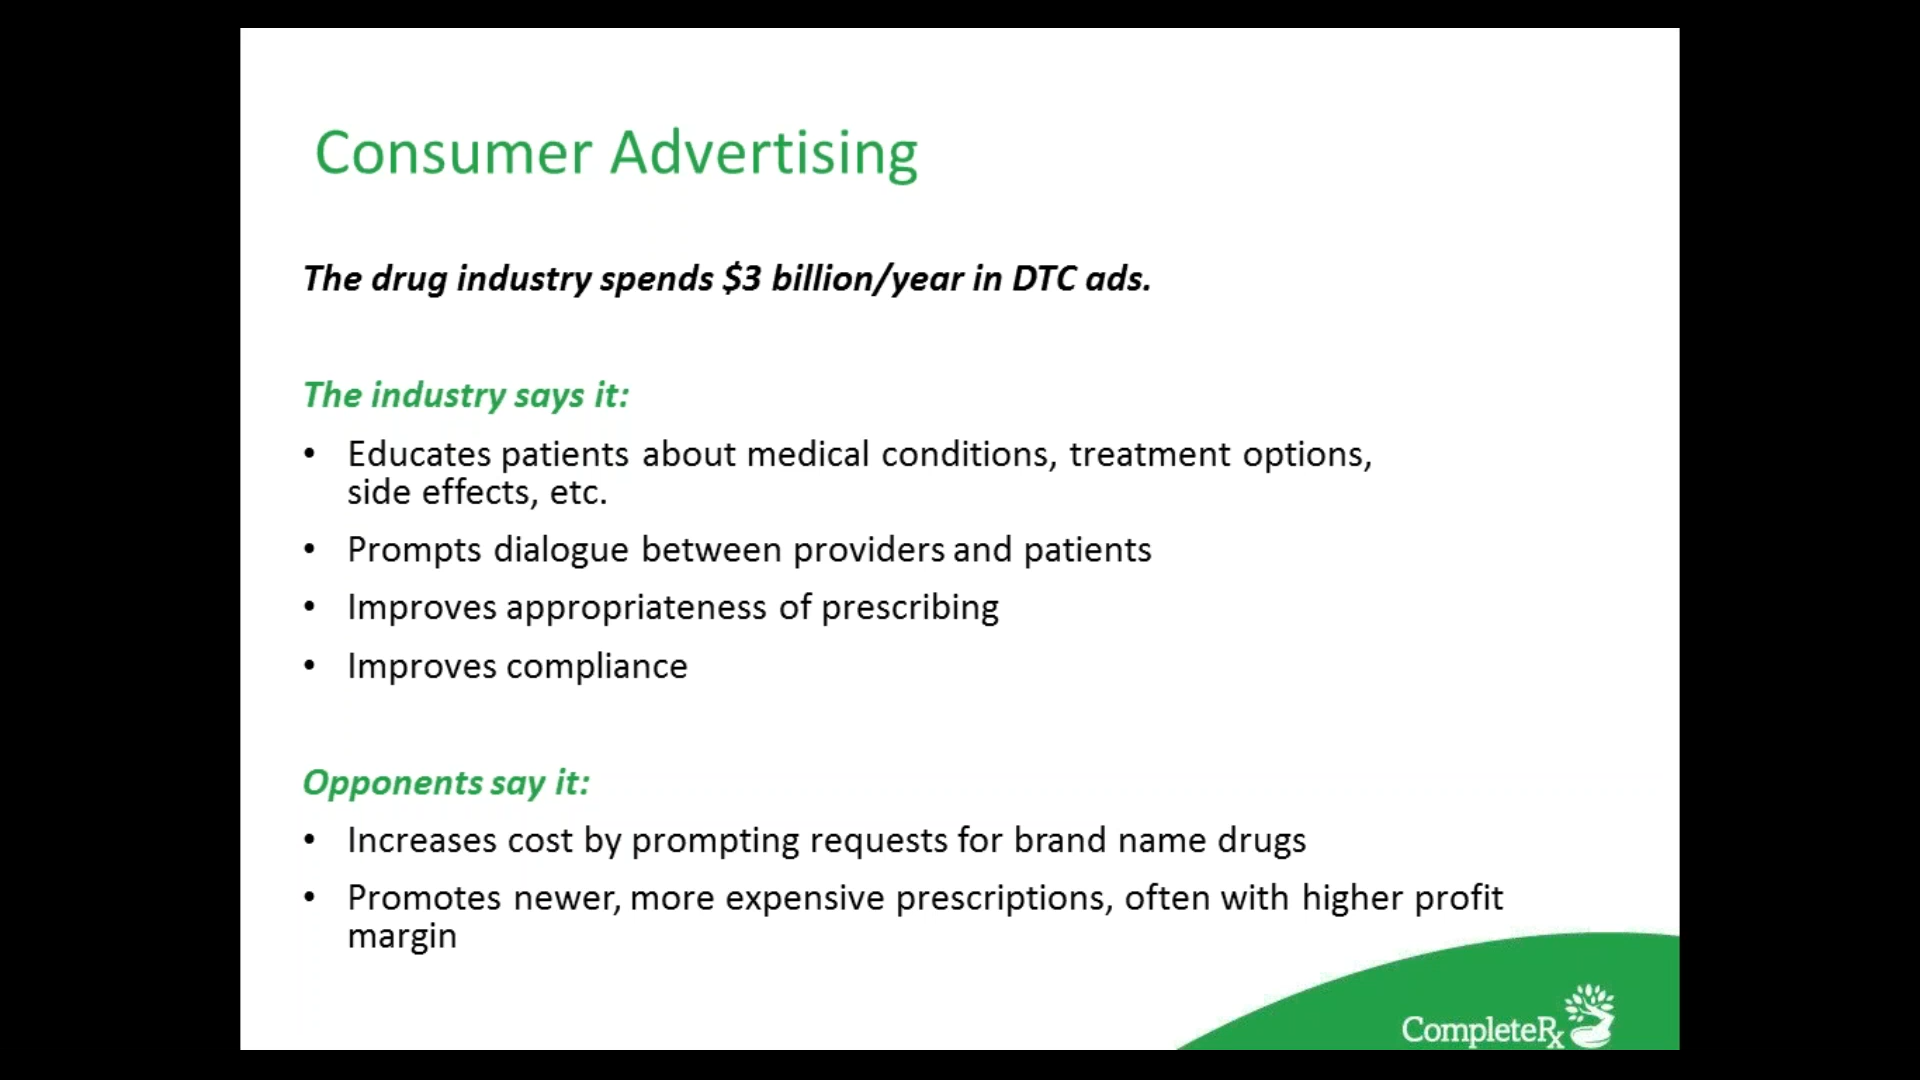 Consumer Advertising
The drug industry spends $3 billion/year in DTC ads.
The industry says it:
• Educates patients about medical conditions, treatment options,
side effects, etc.
• Prompts dialogue between providers and patients
• Improves appropriateness of prescribing
• Improves compliance
Opponents say it:
• Increases cost by prompting requests for brand name drugs
• Promotes newer, more expensive prescriptions, often with higher profit
margin
CompleteRx